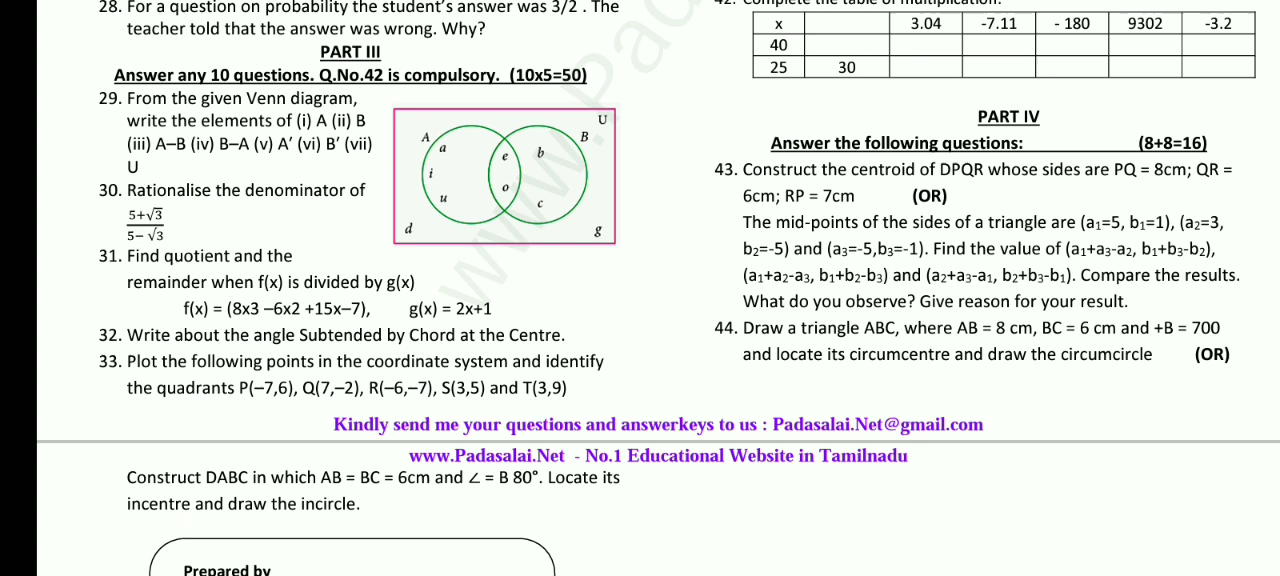 28. For a question on probability the student's answer was 3/2 . The
teacher told that the answer was wrong. Why?
PART III
Answer any 10 questions. Q.No.42 is compulsory. (10x5=50)
29. From the given Venn diagram,
write the elements of (i) A (ii) B
(iii) A–B (iv) B–A (v) A′ (vi) B′ (vii)
U
U
A
B
a
e
b
i
o
u
c
d
g
30. Rationalise the denominator of
5+√3
5– √3
31. Find quotient and the
remainder when f(x) is divided by g(x)
f(x) = (8x3 –6x2 +15x–7), g(x) = 2x+1
32. Write about the angle Subtended by Chord at the Centre.
33. Plot the following points in the coordinate system and identify
the quadrants P(–7,6), Q(7,–2), R(–6,–7), S(3,5) and T(3,9)
42. Complete the table of multiplication.
x 3.04 -7.11 - 180 9302 -3.2
40
25 30
PART IV
Answer the following questions: (8+8=16)
43. Construct the centroid of DPQR whose sides are PQ = 8cm; QR =
6cm; RP = 7cm (OR)
The mid-points of the sides of a triangle are (a₁=5, b₁=1), (a₂=3,
b₂=-5) and (a₃=-5,b₃=-1). Find the value of (a₁+a₃-a₂, b₁+b₃-b₂),
(a₁+a₂-a₃, b₁+b₂-b₃) and (a₂+a₃-a₁, b₂+b₃-b₁). Compare the results.
What do you observe? Give reason for your result.
44. Draw a triangle ABC, where AB = 8 cm, BC = 6 cm and +B = 700
and locate its circumcentre and draw the circumcircle (OR)
Kindly send me your questions and answerkeys to us : Padasalai.Net@gmail.com
www.Padasalai.Net - No.1 Educational Website in Tamilnadu
Construct DABC in which AB = BC = 6cm and ∠ = B 80°. Locate its
incentre and draw the incircle.
Prepared by
www.Pad